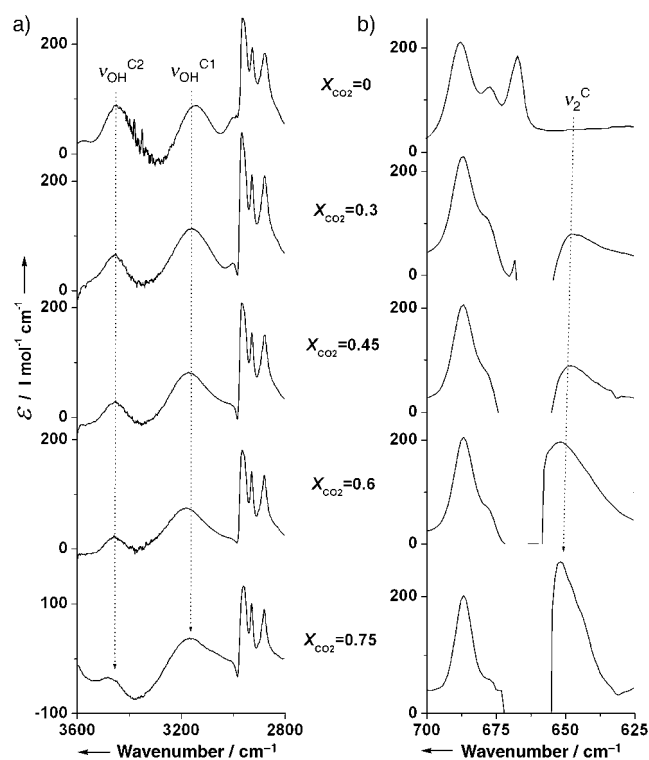 a) b)
ν_OH^C2 ν_OH^C1
ν_2^C
X_CO2=0
X_CO2=0.3
X_CO2=0.45
X_CO2=0.6
X_CO2=0.75
200
0
200
0
200
0
200
0
100
-100
ℰ / l mol⁻¹ cm⁻¹
3600 3200 2800
Wavenumber / cm⁻¹
200
0
200
0
200
0
200
0
200
0
700 675 650 625
Wavenumber / cm⁻¹